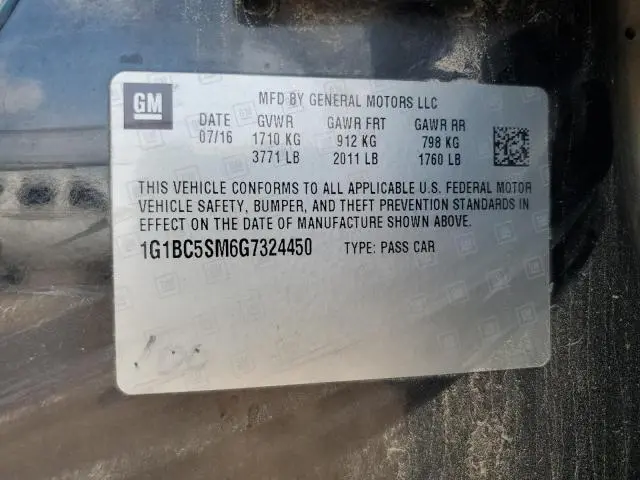 GM
MFD BY GENERAL MOTORS LLC
DATE GVWR GAWR FRT GAWR RR
07/16 1710 KG 912 KG 798 KG
3771 LB 2011 LB 1760 LB
THIS VEHICLE CONFORMS TO ALL APPLICABLE U.S. FEDERAL MOTOR
VEHICLE SAFETY, BUMPER, AND THEFT PREVENTION STANDARDS IN
EFFECT ON THE DATE OF MANUFACTURE SHOWN ABOVE.
1G1BC5SM6G7324450 TYPE: PASS CAR